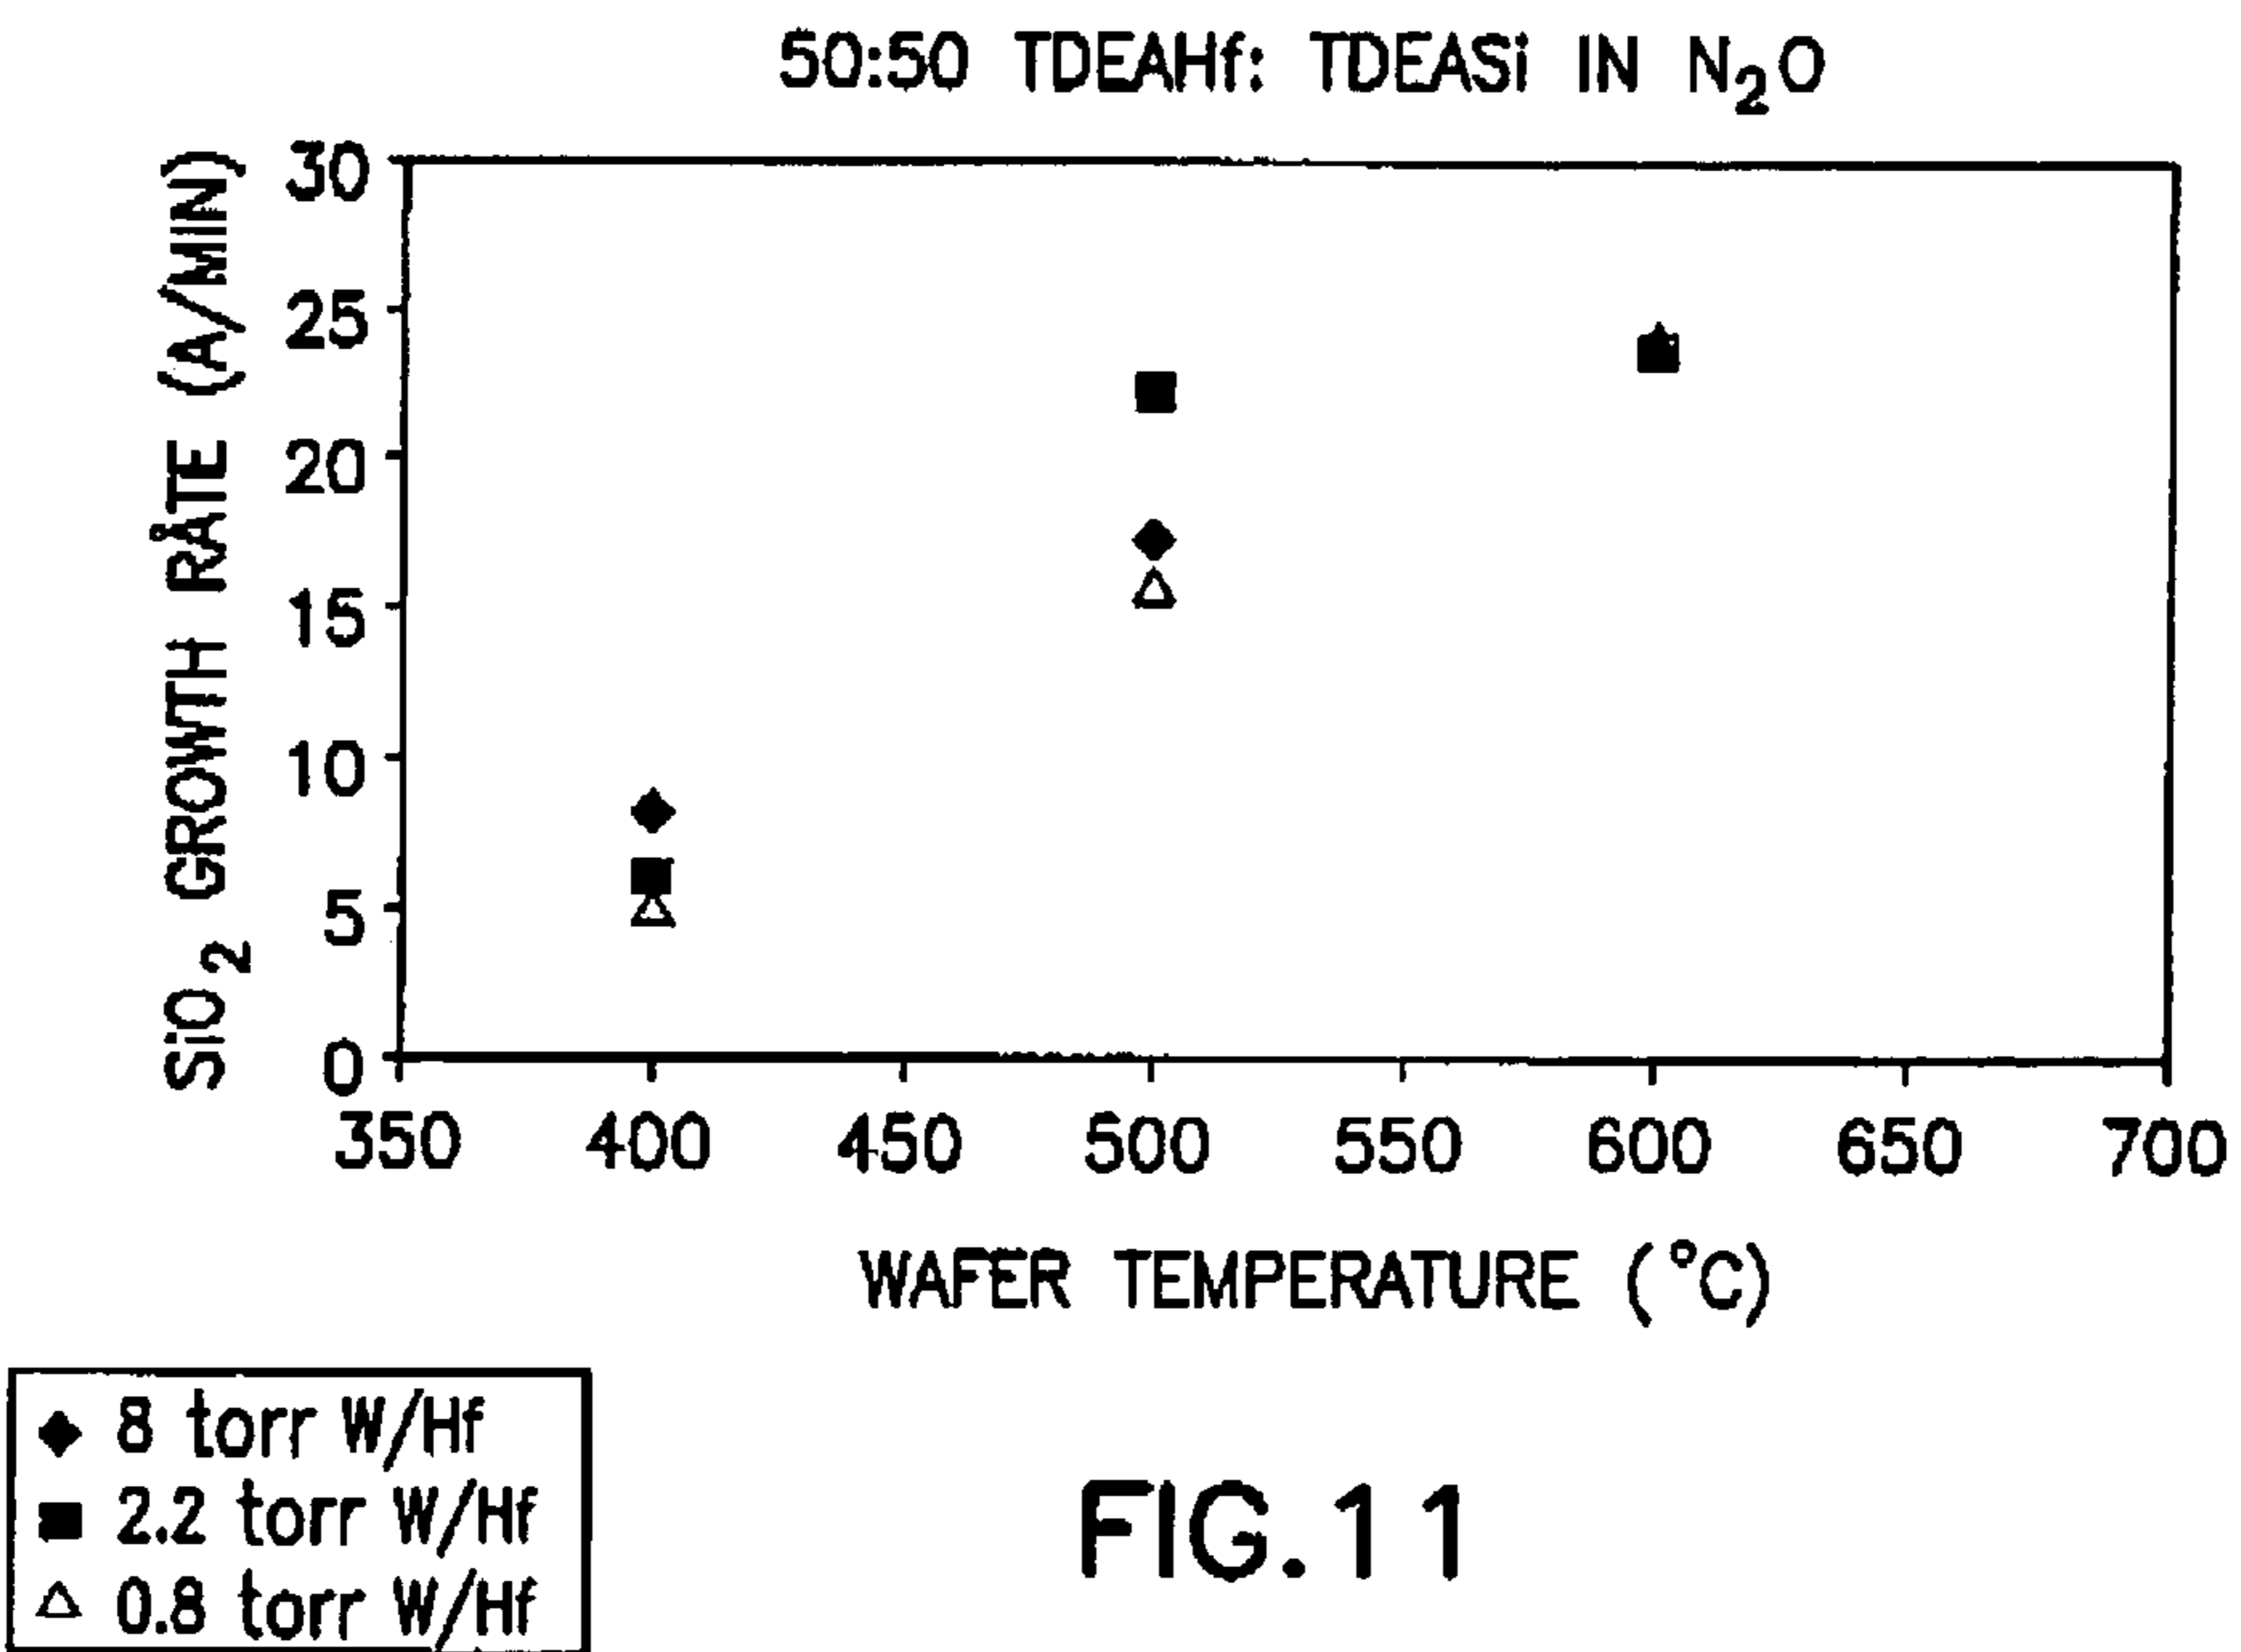 50:50 TDEAHf: TDEASi IN N₂O
SiO₂ GROWTH RÅTE (A/MIN)
30
25
20
15
10
5
0
350 400 450 500 550 600 650 700
WAFER TEMPERATURE (°C)
8 torr W/Hf
2.2 torr W/Hf
0.8 torr W/Hf
FIG.11